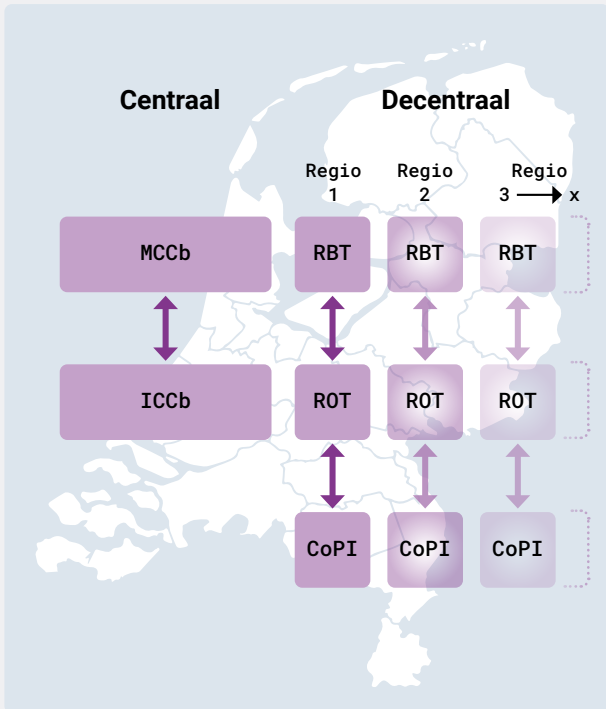 Centraal Decentraal
Regio Regio Regio
1 2 3 x
MCCb RBT RBT RBT
ICCb ROT ROT ROT
CoPI CoPI CoPI